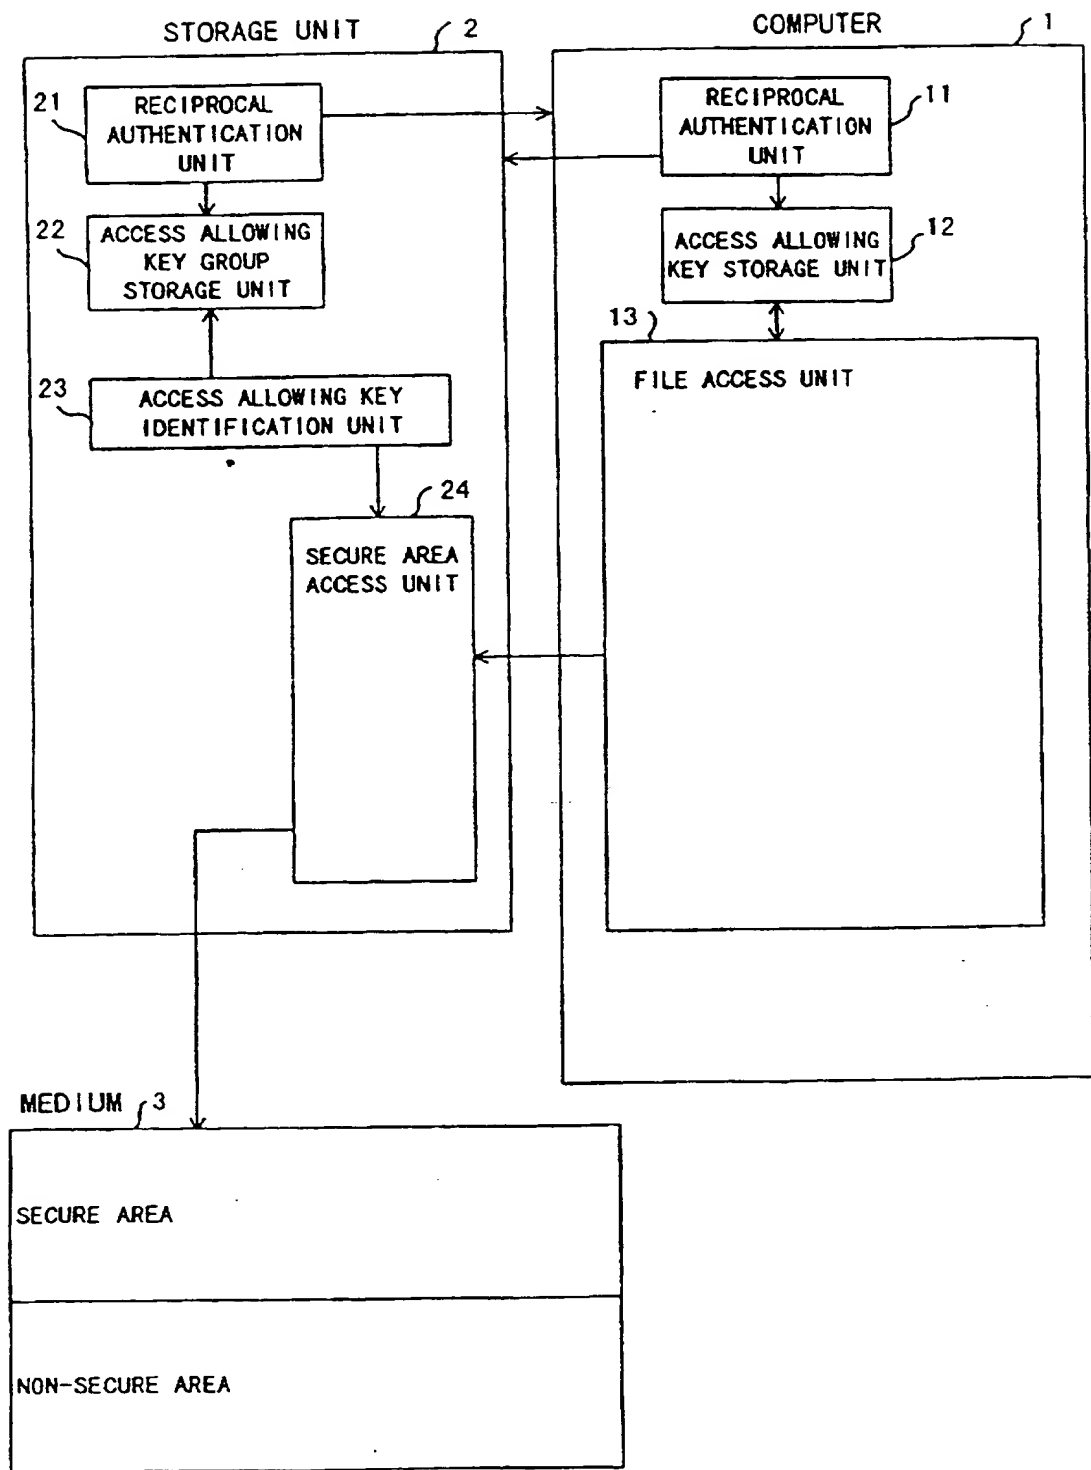 STORAGE UNIT
2
COMPUTER
1
21
RECIPROCAL
AUTHENTICATION
UNIT
RECIPROCAL
AUTHENTICATION
UNIT
11
22
ACCESS ALLOWING
KEY GROUP
STORAGE UNIT
ACCESS ALLOWING
KEY STORAGE UNIT
12
13
FILE ACCESS UNIT
23
ACCESS ALLOWING KEY
IDENTIFICATION UNIT
24
SECURE AREA
ACCESS UNIT
MEDIUM
3
SECURE AREA
NON-SECURE AREA